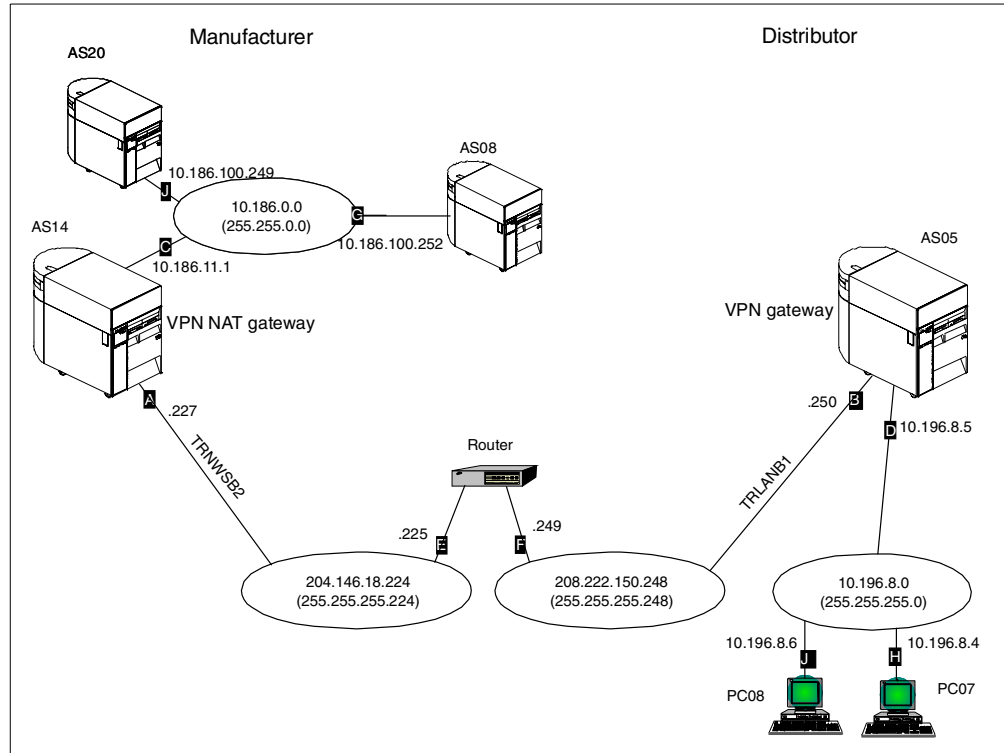 Manufacturer
Distributor
AS20
AS08
10.186.100.249
J
10.186.0.0
(255.255.0.0)
G
10.186.100.252
AS14
C
10.186.11.1
AS05
VPN NAT gateway
VPN gateway
A
.227
.250
B
D
10.196.8.5
TRNWSB2
Router
TRLANB1
.225
E
F
.249
204.146.18.224
(255.255.255.224)
208.222.150.248
(255.255.255.248)
10.196.8.0
(255.255.255.0)
10.196.8.6
J
H
10.196.8.4
PC08
PC07